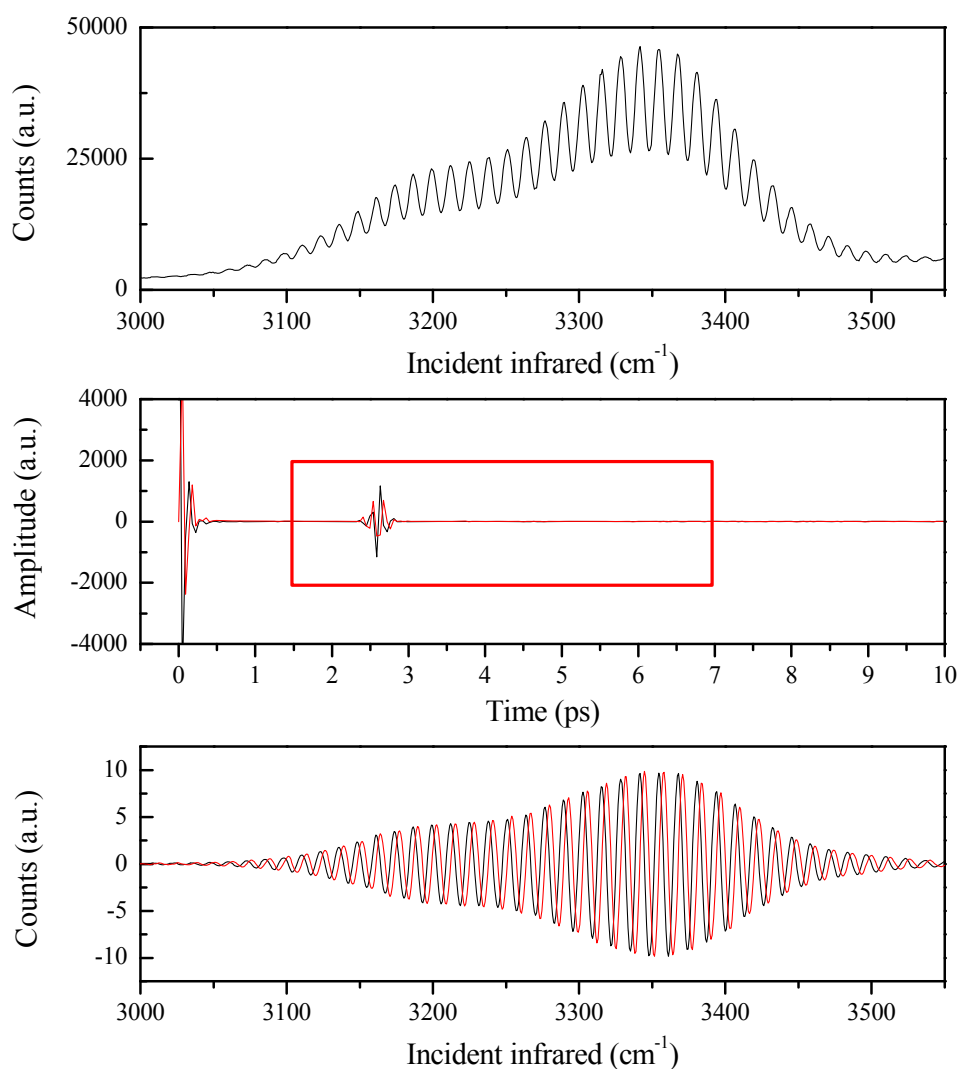 50000
25000
0
Counts (a.u.)
3000 3100 3200 3300 3400 3500
Incident infrared (cm⁻¹)
4000
2000
0
-2000
-4000
Amplitude (a.u.)
0 1 2 3 4 5 6 7 8 9 10
Time (ps)
10
5
0
-5
-10
Counts (a.u.)
3000 3100 3200 3300 3400 3500
Incident infrared (cm⁻¹)